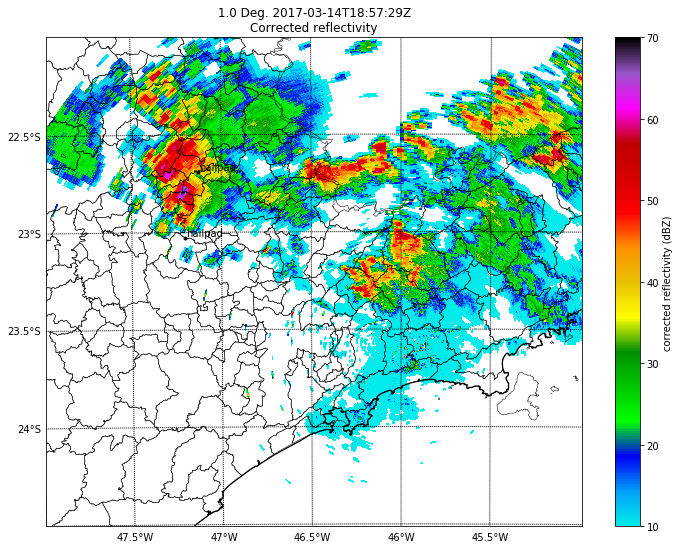 1.0 Deg. 2017-03-14T18:57:29Z
Corrected reflectivity
22.5°S
23°S
23.5°S
24°S
47.5°W
47°W
46.5°W
46°W
45.5°W
hailpad
70
60
50
40
30
20
10
corrected reflectivity (dBZ)